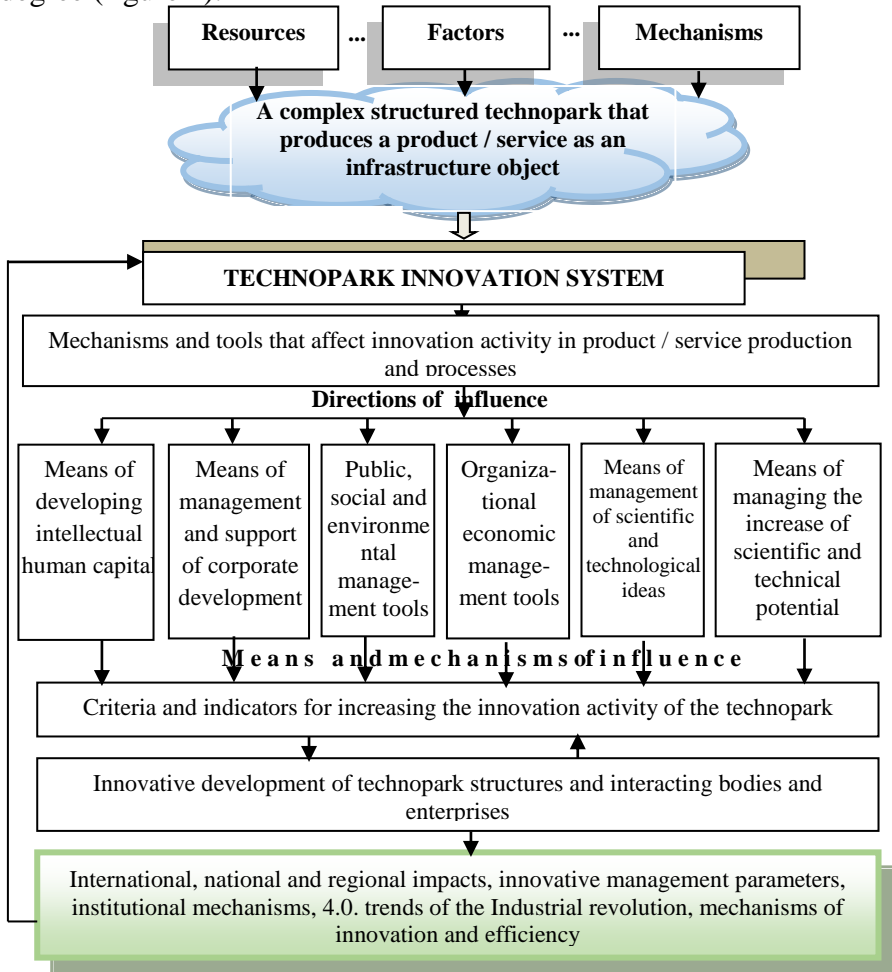 degree (
Resources ... Factors ... Mechanisms
A complex structured technopark that
produces a product / service as an
infrastructure object
TECHNOPARK INNOVATION SYSTEM
Mechanisms and tools that affect innovation activity in product / service production
and processes
Directions of influence
Means of
developing
intellectual
human capital
Means of
management
and support
of corporate
development
Public,
social and
environme
ntal
manage-
ment tools
Organiza-
tional
economic
manage-
ment tools
Means of
management
of scientific
and
technological
ideas
Means of
managing the
increase of
scientific and
technical
potential
Means and mechanisms of influence
Criteria and indicators for increasing the innovation activity of the technopark
Innovative development of technopark structures and interacting bodies and
enterprises
International, national and regional impacts, innovative management parameters,
institutional mechanisms, 4.0. trends of the Industrial revolution, mechanisms of
innovation and efficiency